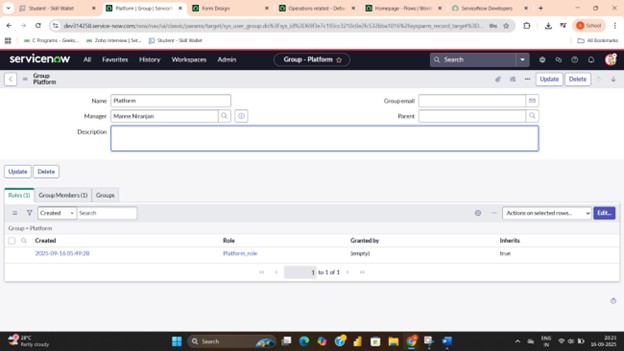 Student - Skill Wallet
Platform | Group | Servicen
Form Design
Operations related - Defau
Homepage - Flows | Workf
ServiceNow Developers
dev314258.service-now.com/now/nav/ui/classic/params/target/sys_user_group.do
School
C Programs - Geeks...
Zoho Interview | Set...
Student - Skill Wallet
All Bookmarks
servicenow
All Favorites History Workspaces Admin
Group - Platform
Search
Group
Platform
Update Delete
Name Platform
Group email
Manager Manne Niranjan
Parent
Description
Update Delete
Roles (1) Group Members (1) Groups
Created Search
Actions on selected rows... Edit...
Group = Platform
Created Role Granted by Inherits
2025-09-16 05:49:28 Platform_role (empty) true
1 to 1 of 1
28°C
Partly cloudy
Search
ENG
IN
20:21
16-09-2025